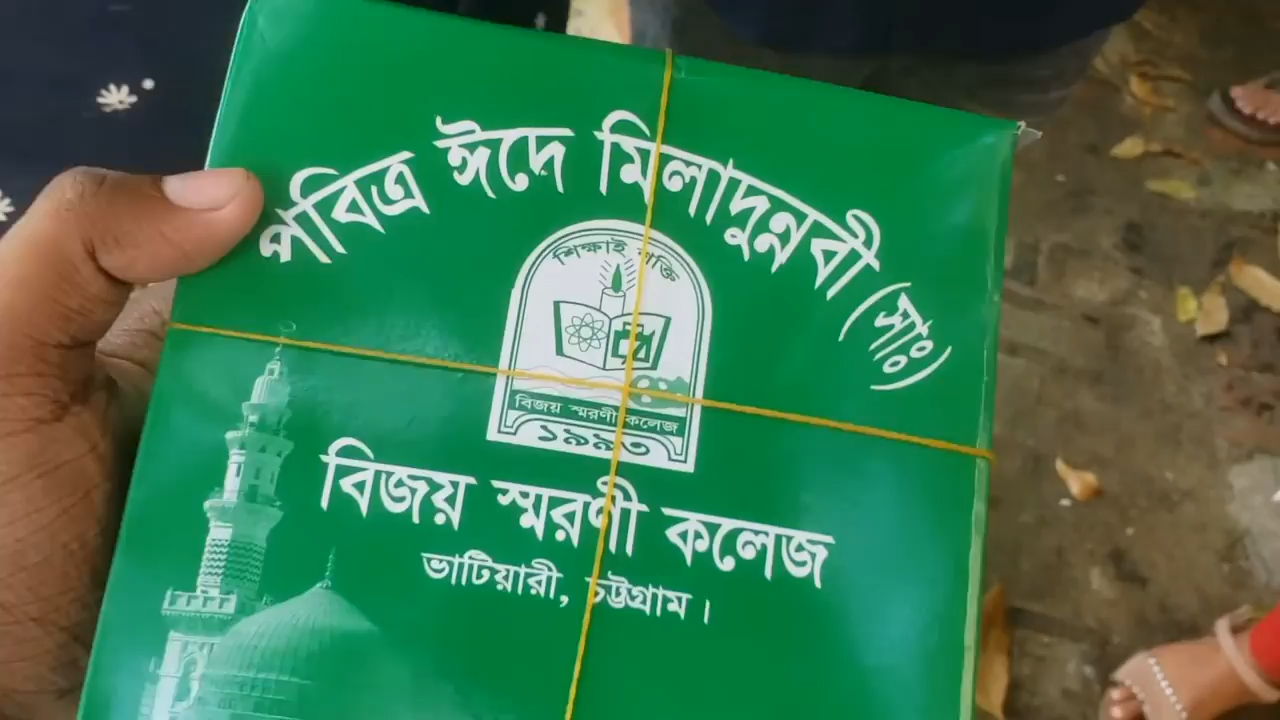 পবিত্র ঈদে মিলাদুন্নবী (সাঃ)
শিক্ষাই শক্তি
বিজয় স্মরণী কলেজ
১৯৯৩
বিজয় স্মরণী কলেজ
ভাটিয়ারী, চট্টগ্রাম।